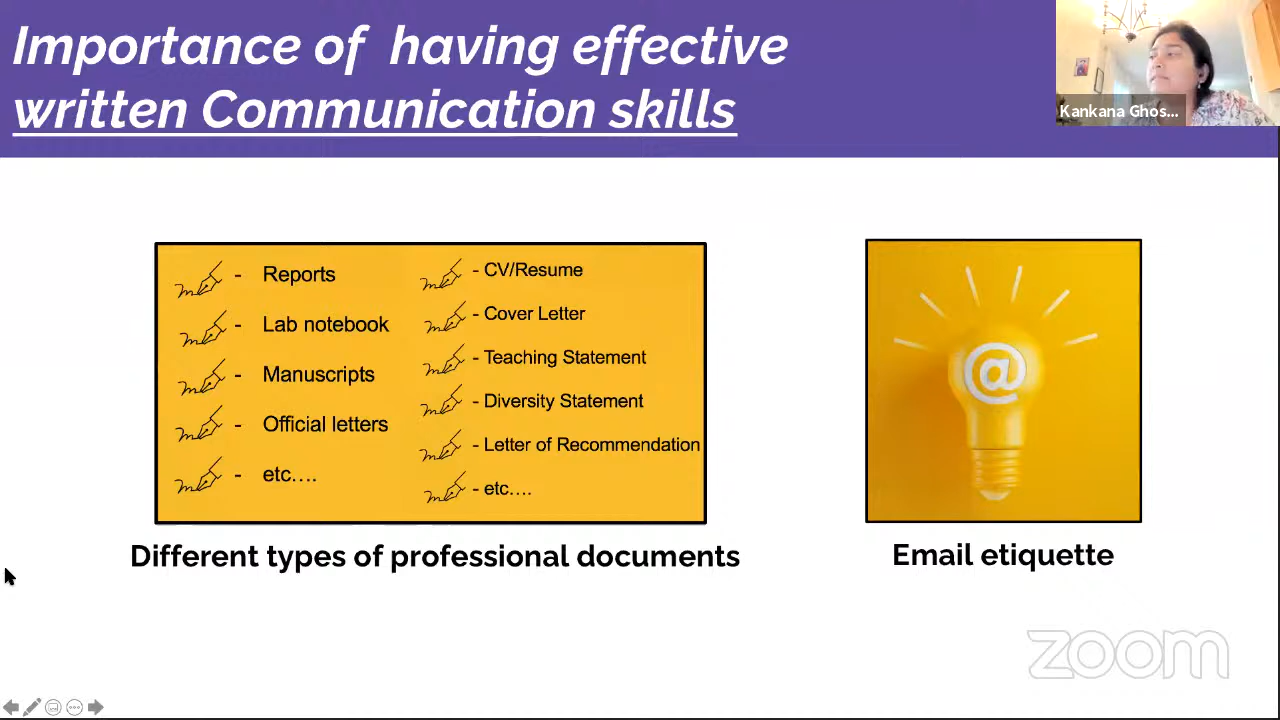 Importance of having effective
written Communication skills
Kankana Ghos...
- Reports
- Lab notebook
- Manuscripts
- Official letters
- etc....
- CV/Resume
- Cover Letter
- Teaching Statement
- Diversity Statement
- Letter of Recommendation
- etc....
@
Different types of professional documents
Email etiquette
zoom